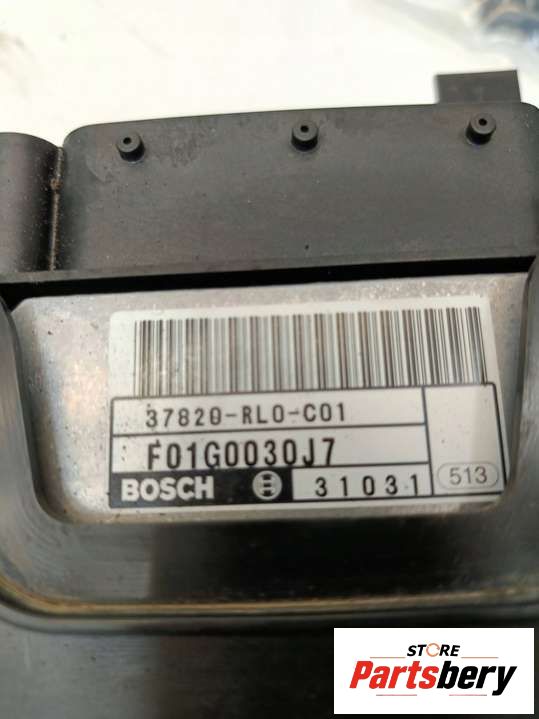 37820-RL0-C01
F01G0030J7
BOSCH 31031 513
STORE
Partsbery